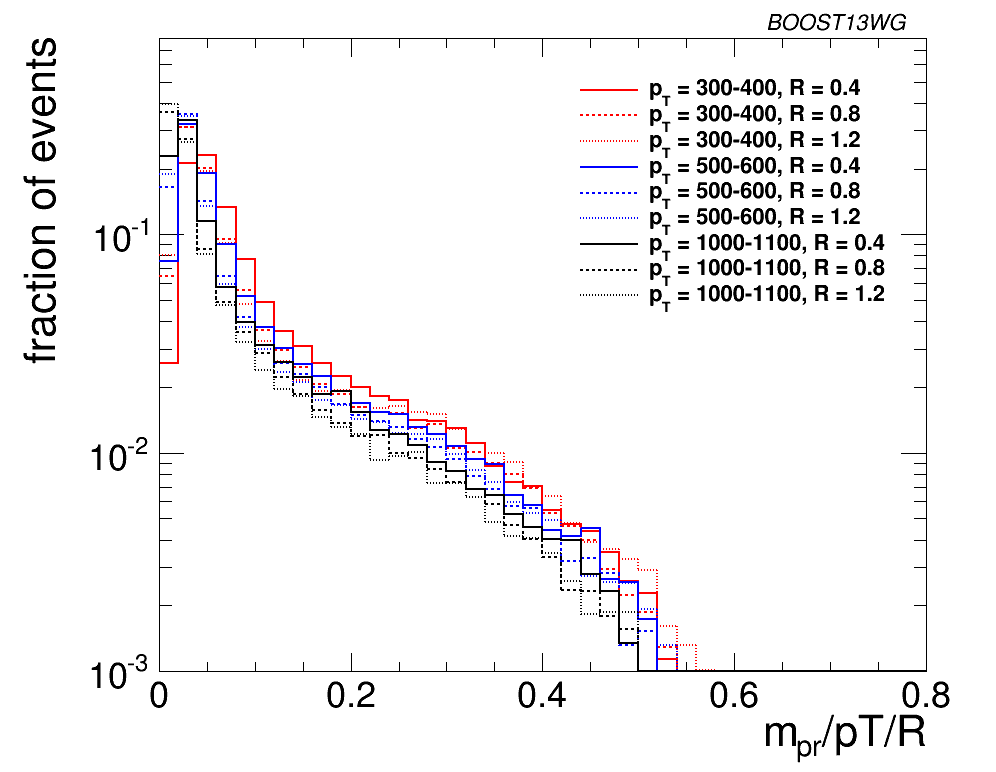 BOOST13WG
fraction of events
p_T = 300-400, R = 0.4
p_T = 300-400, R = 0.8
p_T = 300-400, R = 1.2
p_T = 500-600, R = 0.4
p_T = 500-600, R = 0.8
p_T = 500-600, R = 1.2
p_T = 1000-1100, R = 0.4
p_T = 1000-1100, R = 0.8
p_T = 1000-1100, R = 1.2
10^-1
10^-2
10^-3
0 0.2 0.4 0.6 0.8
m_pr/pT/R